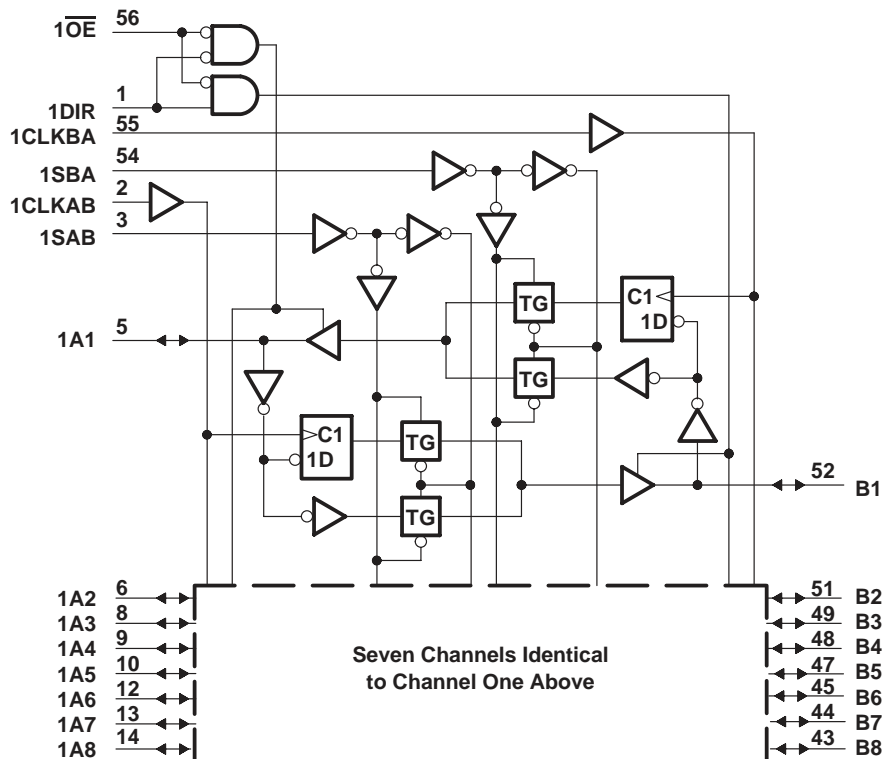 1OE 56
1DIR 1
1CLKBA 55
1SBA 54
1CLKAB 2
1SAB 3
TG
C1
1D
1A1 5
TG
C1
1D
TG
52 B1
TG
1A2 6
1A3 8
1A4 9
1A5 10
1A6 12
1A7 13
1A8 14
Seven Channels Identical
to Channel One Above
51 B2
49 B3
48 B4
47 B5
45 B6
44 B7
43 B8